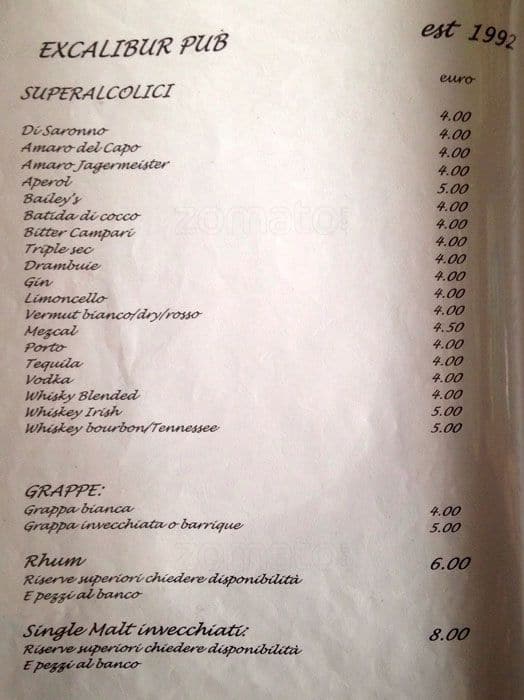 EXCALIBUR PUB est 1992
SUPERALCOLICI euro
Di Saronno 4.00
Amaro del Capo 4.00
Amaro Jagermeister 4.00
Aperol 4.00
Bailey's 5.00
Batida di cocco 4.00
Bitter Campari 4.00
Triple sec 4.00
Drambuie 4.00
Gin 4.00
Limoncello 4.00
Vermut bianco/dry/rosso 4.00
Mezcal 4.50
Porto 4.00
Tequila 4.00
Vodka 4.00
Whisky Blended 4.00
Whiskey Irish 5.00
Whiskey bourbon/Tennessee 5.00
GRAPPE:
Grappa bianca 4.00
Grappa invecchiata o barrique 5.00
Rhum 6.00
Riserve superiori chiedere disponibilità
E pezzi al banco
Single Malt invecchiati: 8.00
Riserve superiori chiedere disponibilità
E pezzi al banco
zomato
zomato